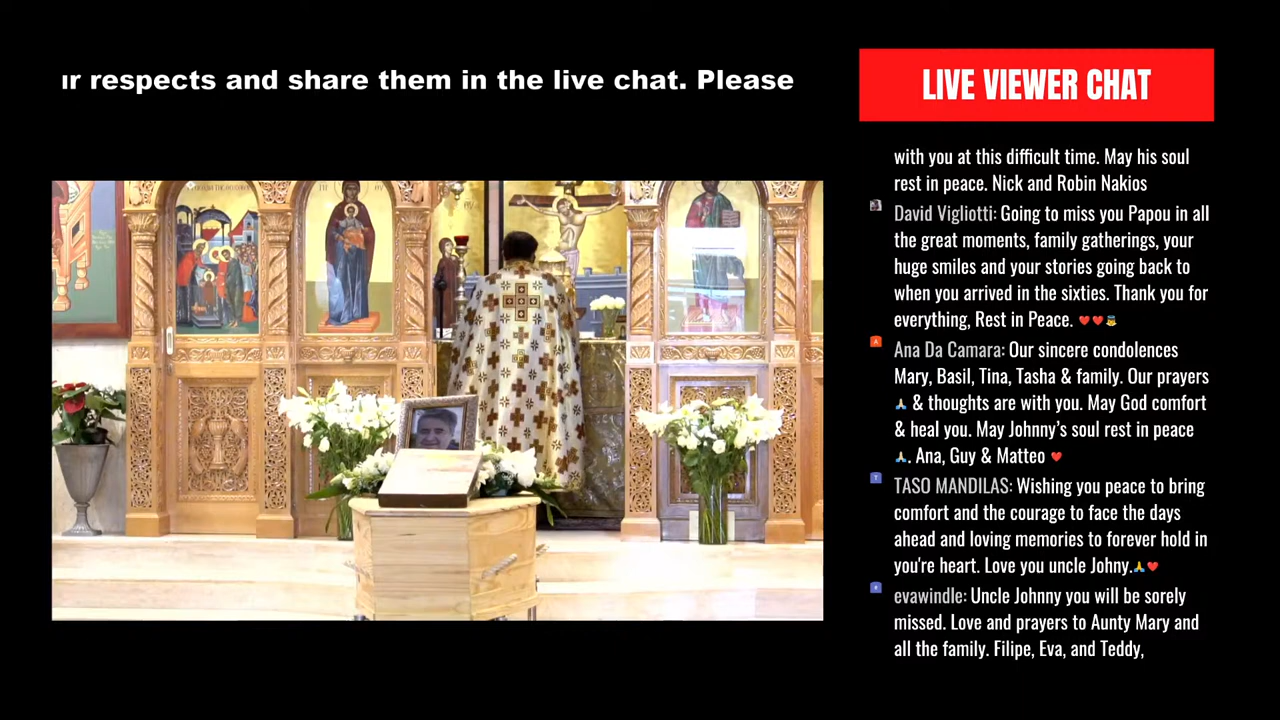 ır respects and share them in the live chat. Please
LIVE VIEWER CHAT
with you at this difficult time. May his soul
rest in peace. Nick and Robin Nakios
David Vigliotti: Going to miss you Papou in all
the great moments, family gatherings, your
huge smiles and your stories going back to
when you arrived in the sixties. Thank you for
everything, Rest in Peace. ❤️❤️👼
Ana Da Camara: Our sincere condolences
Mary, Basil, Tina, Tasha & family. Our prayers
🙏 & thoughts are with you. May God comfort
& heal you. May Johnny’s soul rest in peace
🙏. Ana, Guy & Matteo ❤️
TASO MANDILAS: Wishing you peace to bring
comfort and the courage to face the days
ahead and loving memories to forever hold in
you're heart. Love you uncle Johny.🙏❤️
evawindle: Uncle Johnny you will be sorely
missed. Love and prayers to Aunty Mary and
all the family. Filipe, Eva, and Teddy,